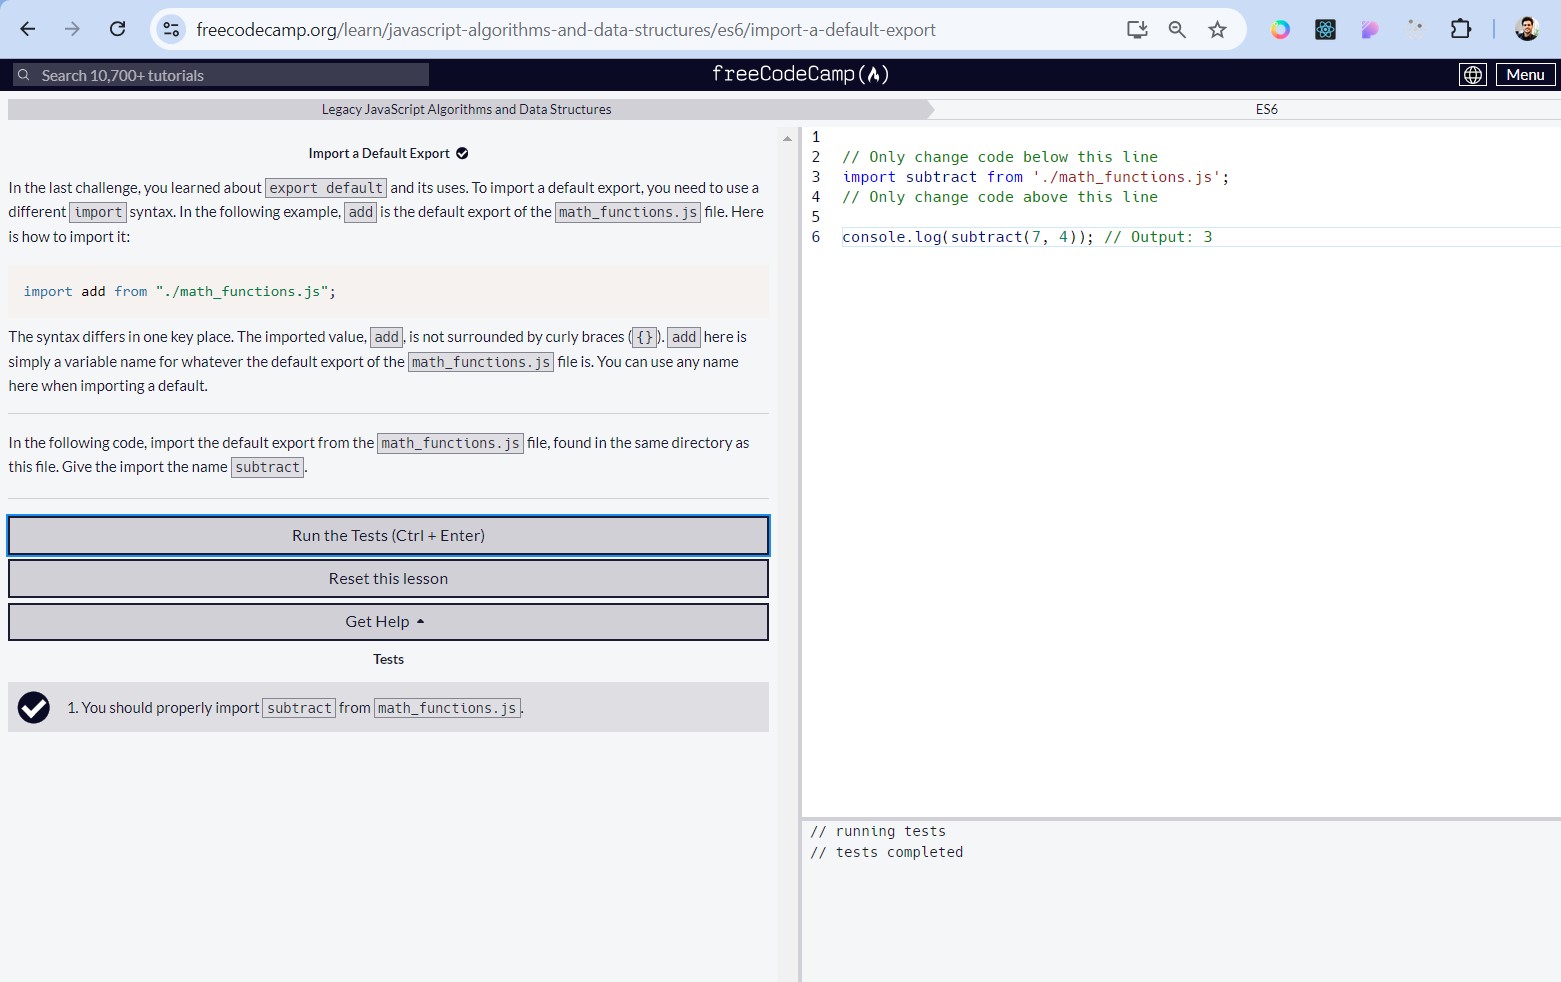 freecodecamp.org/learn/javascript-algorithms-and-data-structures/es6/import-a-default-export
Search 10,700+ tutorials
freeCodeCamp(🔥)
Menu
Legacy JavaScript Algorithms and Data Structures
ES6
Import a Default Export
In the last challenge, you learned about export default and its uses. To import a default export, you need to use a
different import syntax. In the following example, add is the default export of the math_functions.js file. Here
is how to import it:
import add from "./math_functions.js";
The syntax differs in one key place. The imported value, add, is not surrounded by curly braces ({}). add here is
simply a variable name for whatever the default export of the math_functions.js file is. You can use any name
here when importing a default.
In the following code, import the default export from the math_functions.js file, found in the same directory as
this file. Give the import the name subtract.
Run the Tests (Ctrl + Enter)
Reset this lesson
Get Help
Tests
1. You should properly import subtract from math_functions.js.
1
2 // Only change code below this line
3 import subtract from './math_functions.js';
4 // Only change code above this line
5
6 console.log(subtract(7, 4)); // Output: 3
// running tests
// tests completed